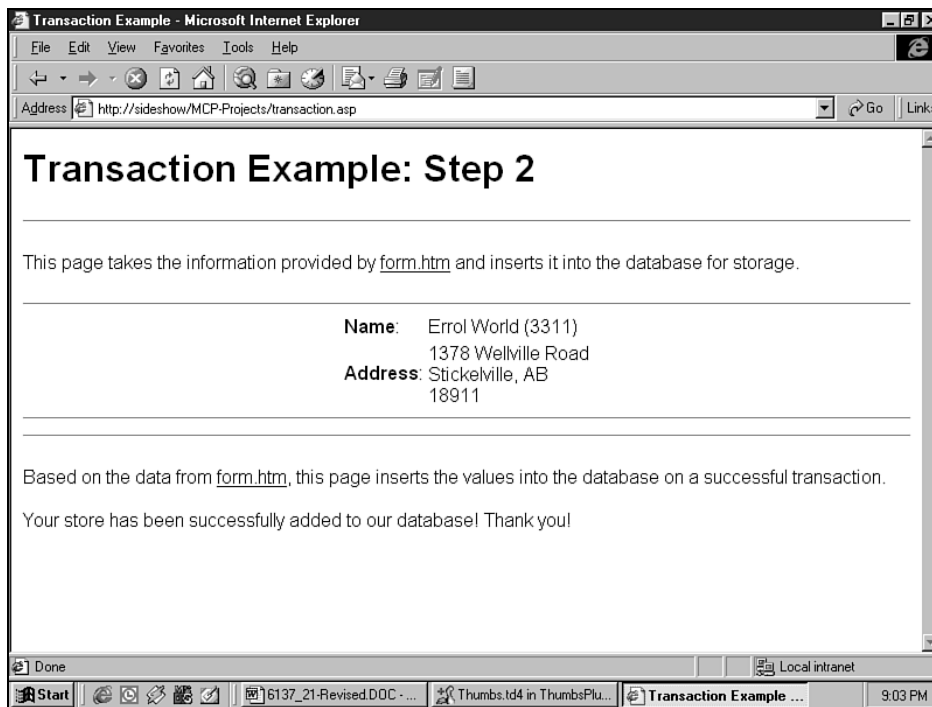 Transaction Example - Microsoft Internet Explorer
File Edit View Favorites Tools Help
Address http://sideshow/MCP-Projects/transaction.asp Go Link
Transaction Example: Step 2
This page takes the information provided by form.htm and inserts it into the database for storage.
Name: Errol World (3311)
1378 Wellville Road
Address: Stickelville, AB
18911
Based on the data from form.htm, this page inserts the values into the database on a successful transaction.
Your store has been successfully added to our database! Thank you!
Done Local intranet
Start 6137_21-Revised.DOC - ... Thumbs.td4 in ThumbsPlu... Transaction Example ... 9:03 PM